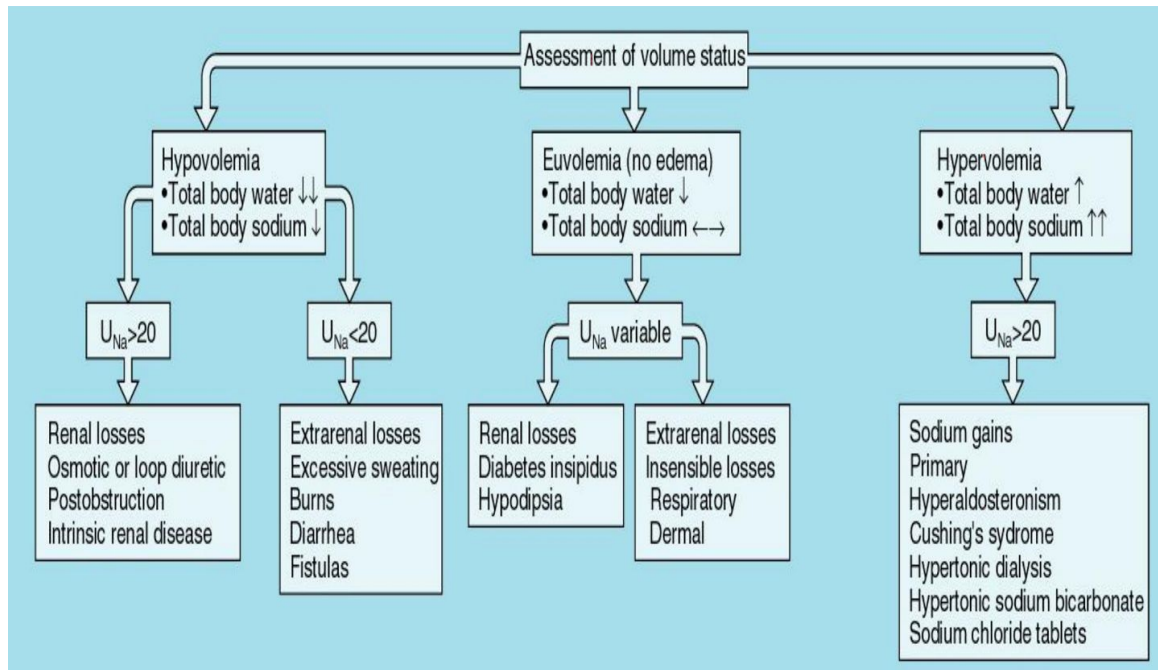 Assessment of volume status
Hypovolemia
•Total body water ↓↓
•Total body sodium ↓
Euvolemia (no edema)
•Total body water ↓
•Total body sodium ←→
Hypervolemia
•Total body water ↑
•Total body sodium ↑↑
UNa>20
UNa<20
UNa variable
UNa>20
Renal losses
Osmotic or loop diuretic
Postobstruction
Intrinsic renal disease
Extrarenal losses
Excessive sweating
Burns
Diarrhea
Fistulas
Renal losses
Diabetes insipidus
Hypodipsia
Extrarenal losses
Insensible losses
Respiratory
Dermal
Sodium gains
Primary
Hyperaldosteronism
Cushing's sydrome
Hypertonic dialysis
Hypertonic sodium bicarbonate
Sodium chloride tablets